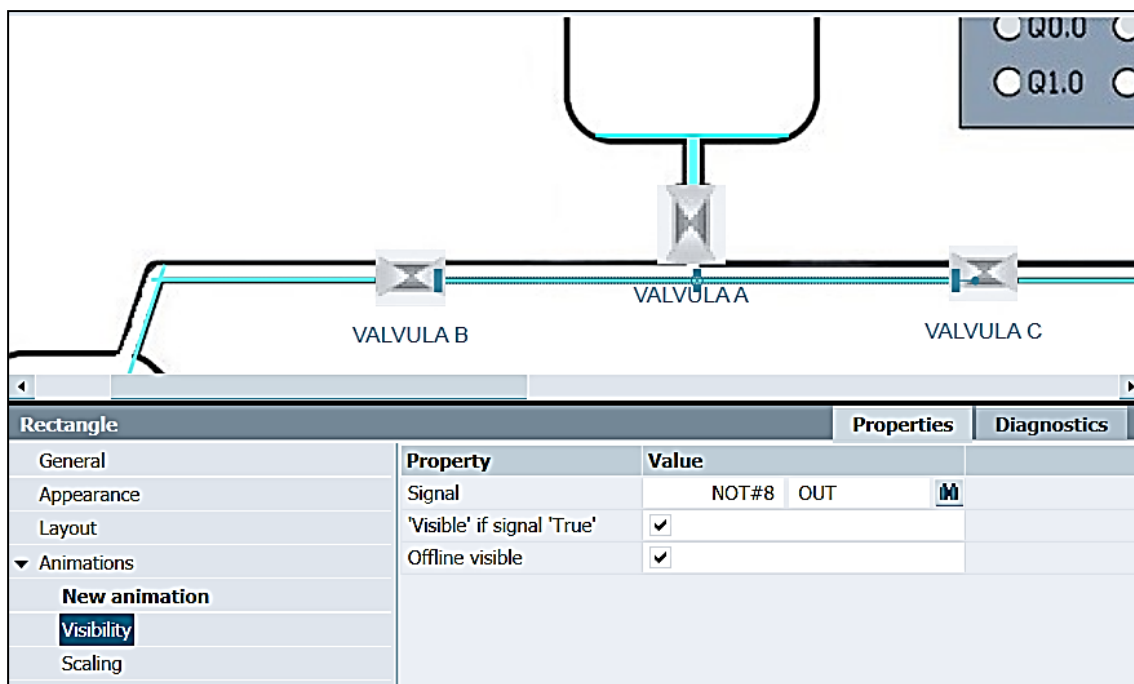 Q0.0
Q1.0
VALVULA A
VALVULA B
VALVULA C
Rectangle
Properties
Diagnostics
General
Appearance
Layout
Animations
New animation
Visibility
Scaling
Property Value
Signal NOT#8 OUT
'Visible' if signal 'True'
Offline visible